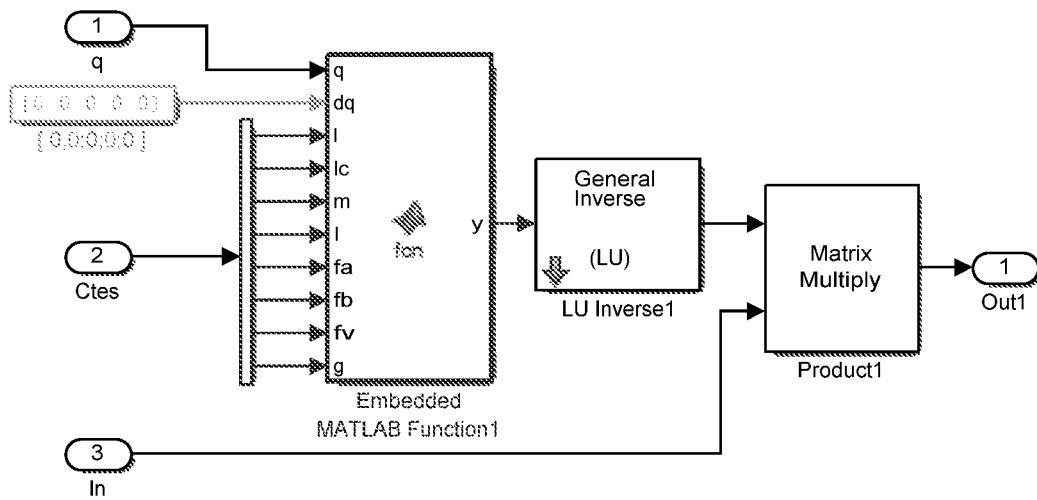 1
q
[0 0 0 0 0]
[ 0;0;0;0;0 ]
2
Ctes
3
In
q
dq
l
lc
m
I
fa
fb
fv
g
fcn
y
Embedded
MATLAB Function1
General
Inverse
(LU)
LU Inverse1
Matrix
Multiply
Product1
1
Out1